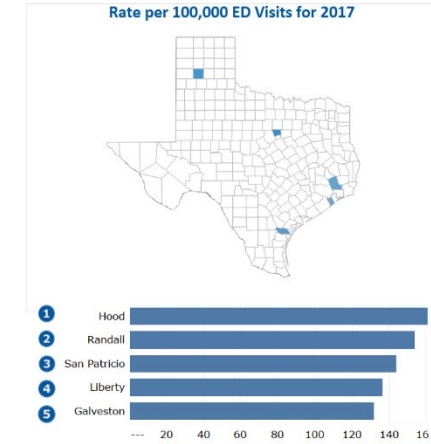 Rate per 100,000 ED Visits for 2017
1 Hood
2 Randall
3 San Patricio
4 Liberty
5 Galveston
--- 20 40 60 80 100 120 140 16